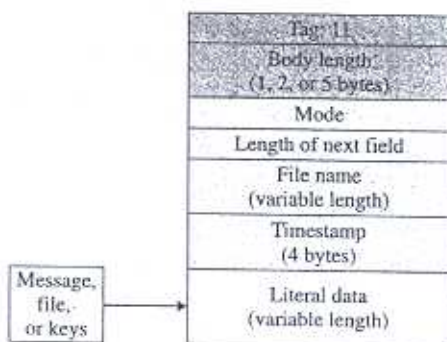 Tag: 11
Body length
(1, 2, or 5 bytes)
Mode
Length of next field
File name
(variable length)
Timestamp
(4 bytes)
Message,
file,
or keys
Literal data
(variable length)